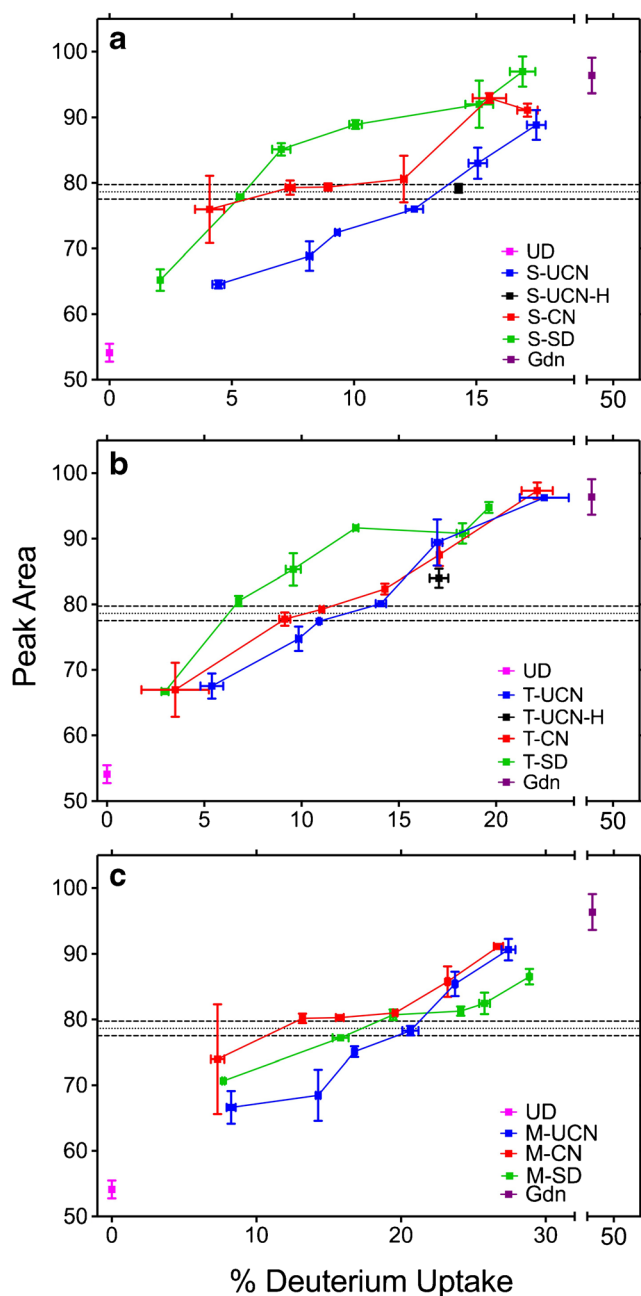 a
100
90
80
70
60
50
0
5
10
15
50
UD
S-UCN
S-UCN-H
S-CN
S-SD
Gdn
b
100
90
80
70
60
50
0
5
10
15
20
50
UD
T-UCN
T-UCN-H
T-CN
T-SD
Gdn
Peak Area
c
100
90
80
70
60
50
0
10
20
30
50
UD
M-UCN
M-CN
M-SD
Gdn
% Deuterium Uptake